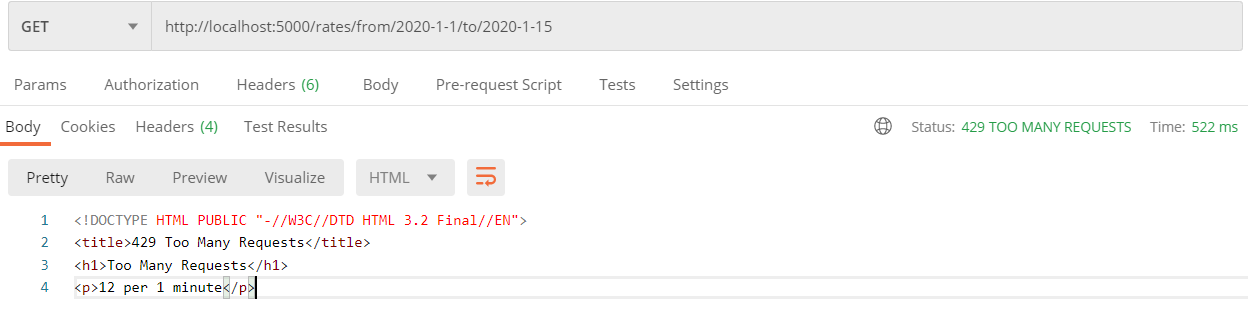 GET http://localhost:5000/rates/from/2020-1-1/to/2020-1-15
Params Authorization Headers (6) Body Pre-request Script Tests Settings
Body Cookies Headers (4) Test Results Status: 429 TOO MANY REQUESTS Time: 522 ms
Pretty Raw Preview Visualize HTML
1 <!DOCTYPE HTML PUBLIC "-//W3C//DTD HTML 3.2 Final//EN">
2 <title>429 Too Many Requests</title>
3 <h1>Too Many Requests</h1>
4 <p>12 per 1 minute</p>